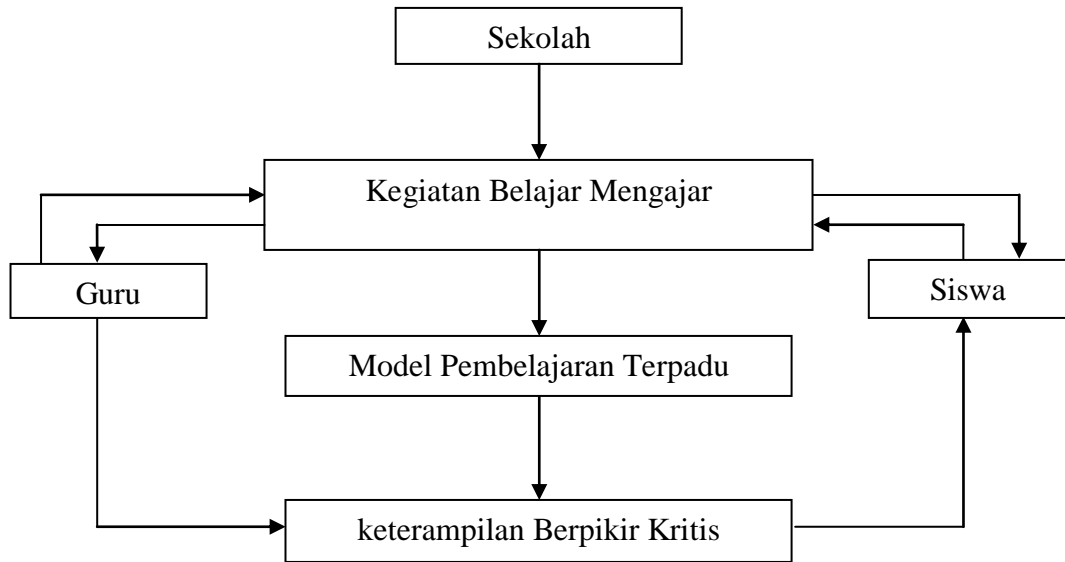 Sekolah
Kegiatan Belajar Mengajar
Guru
Siswa
Model Pembelajaran Terpadu
keterampilan Berpikir Kritis